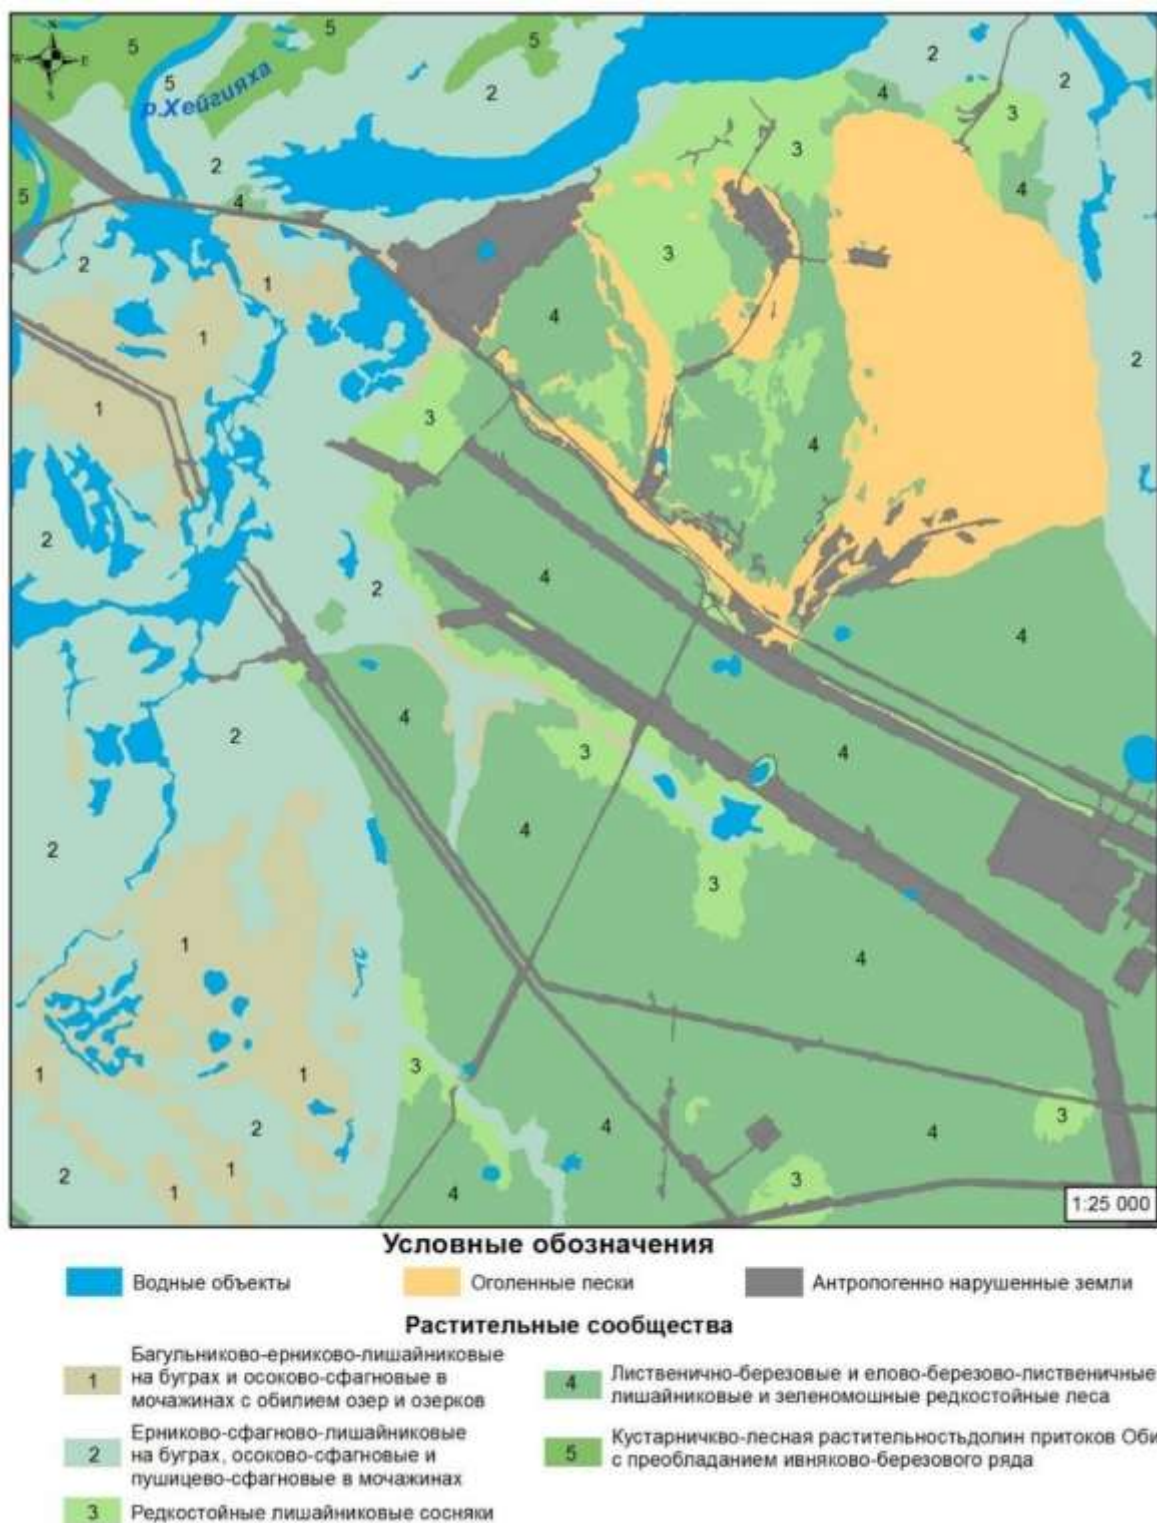 N
5
5
5
2
2
W
E
5
S
2
4
р.Хейгияха
3
3
2
4
5
4
3
2
1
4
1
2
1
3
4
2
4
2
4
4
2
4
3
4
2
4
3
1
4
1
3
1
3
2
4
4
2
1
3
1
4
1:25 000
Условные обозначения
Водные объекты
Оголенные пески
Антропогенно нарушенные земли
Растительные сообщества
1
Багульниково-ерниково-лишайниковые
на буграх и осоково-сфагновые в
мочажинах с обилием озер и озерков
4
Лиственично-березовые и елово-березово-лиственичные
лишайниковые и зеленомошные редкостойные леса
2
Ерниково-сфагново-лишайниковые
на буграх, осоково-сфагновые и
пушицево-сфагновые в мочажинах
5
Кустарничкво-лесная растительностьдолин притоков Оби
с преобладанием ивняково-березового ряда
3
Редкостойные лишайниковые сосняки